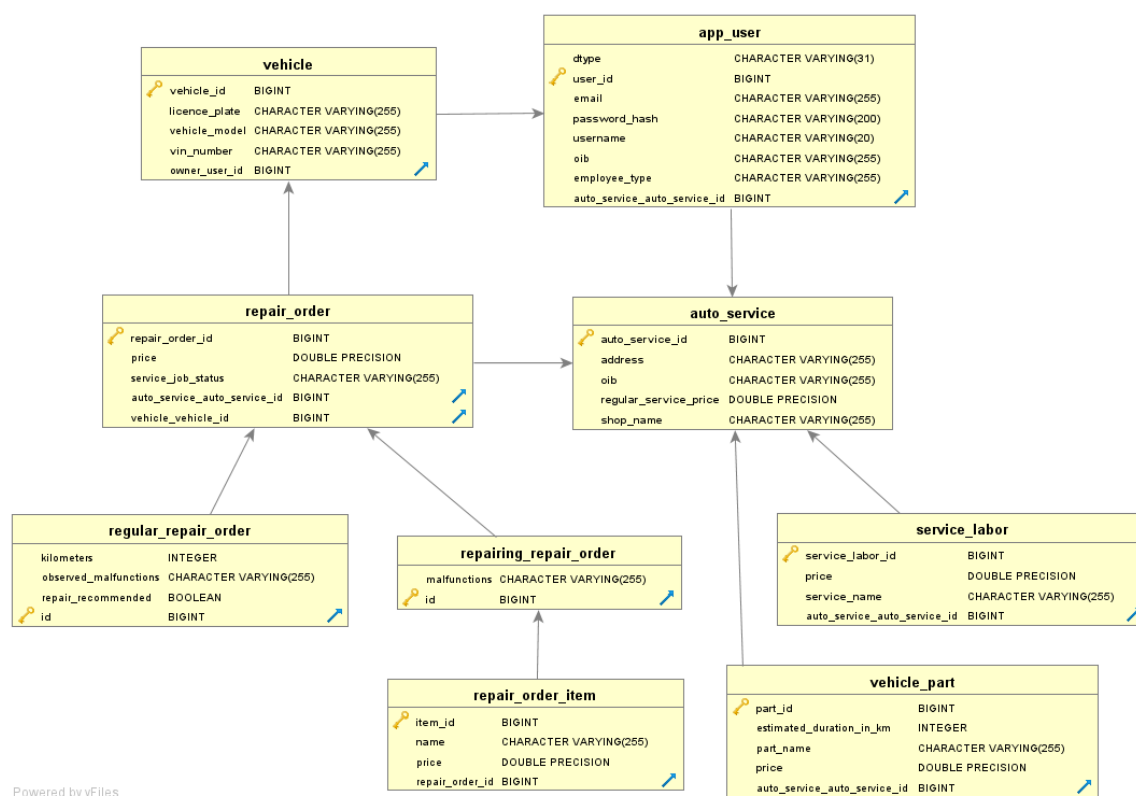 app_user
dtype CHARACTER VARYING(31)
user_id BIGINT
email CHARACTER VARYING(255)
password_hash CHARACTER VARYING(200)
username CHARACTER VARYING(20)
oib CHARACTER VARYING(255)
employee_type CHARACTER VARYING(255)
auto_service_auto_service_id BIGINT
vehicle
vehicle_id BIGINT
licence_plate CHARACTER VARYING(255)
vehicle_model CHARACTER VARYING(255)
vin_number CHARACTER VARYING(255)
owner_user_id BIGINT
repair_order
repair_order_id BIGINT
price DOUBLE PRECISION
service_job_status CHARACTER VARYING(255)
auto_service_auto_service_id BIGINT
vehicle_vehicle_id BIGINT
auto_service
auto_service_id BIGINT
address CHARACTER VARYING(255)
oib CHARACTER VARYING(255)
regular_service_price DOUBLE PRECISION
shop_name CHARACTER VARYING(255)
regular_repair_order
kilometers INTEGER
observed_malfunctions CHARACTER VARYING(255)
repair_recommended BOOLEAN
id BIGINT
repairing_repair_order
malfunctions CHARACTER VARYING(255)
id BIGINT
service_labor
service_labor_id BIGINT
price DOUBLE PRECISION
service_name CHARACTER VARYING(255)
auto_service_auto_service_id BIGINT
repair_order_item
item_id BIGINT
name CHARACTER VARYING(255)
price DOUBLE PRECISION
repair_order_id BIGINT
vehicle_part
part_id BIGINT
estimated_duration_in_km INTEGER
part_name CHARACTER VARYING(255)
price DOUBLE PRECISION
auto_service_auto_service_id BIGINT
Powered by yFiles